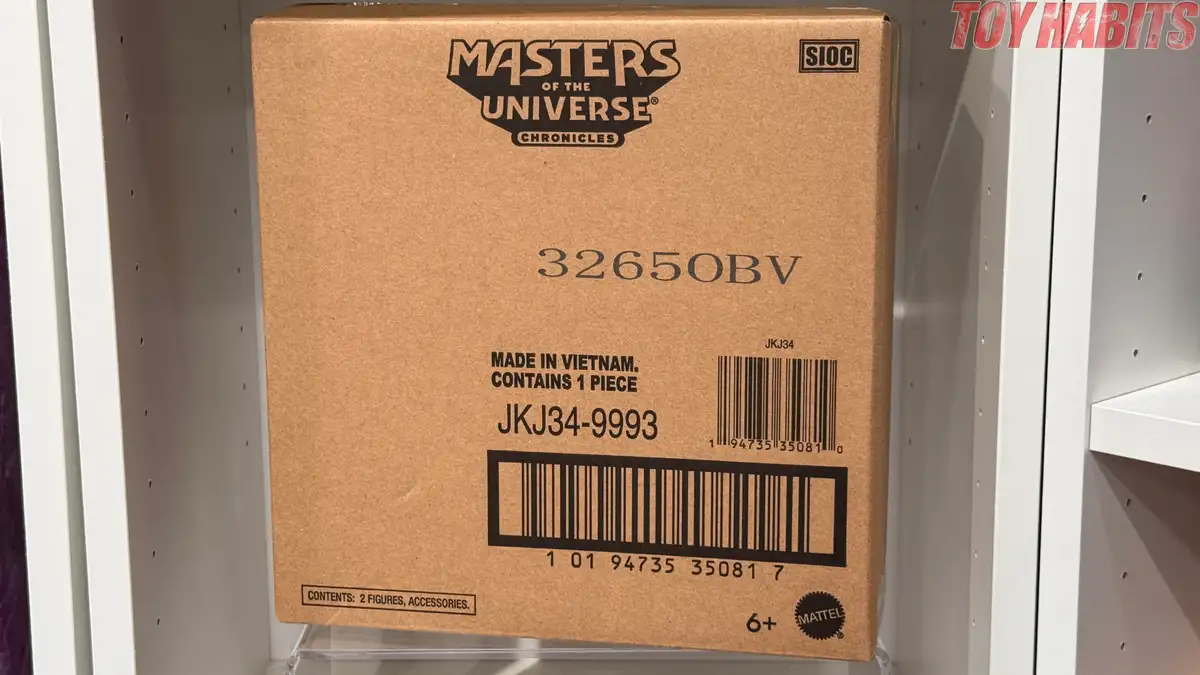 TOY HABITS
MASTERS
OF THE
UNIVERSE®
CHRONICLES
SIOC
32650BV
MADE IN VIETNAM.
CONTAINS 1 PIECE
JKJ34-9993
JKJ34
1 94735 35081 0
1 01 94735 35081 7
CONTENTS: 2 FIGURES, ACCESSORIES.
6+
MATTEL®